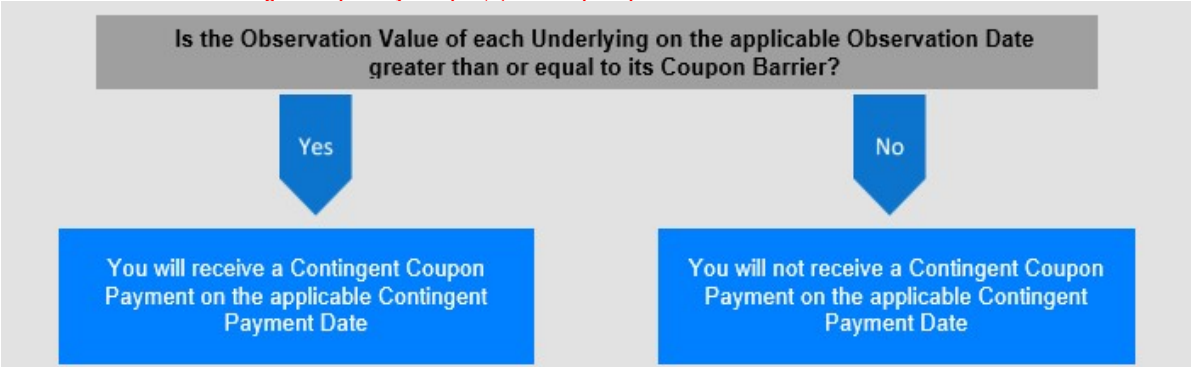 Is the Observation Value of each Underlying on the applicable Observation Date
greater than or equal to its Coupon Barrier?
Yes
No
You will receive a Contingent Coupon
Payment on the applicable Contingent
Payment Date
You will not receive a Contingent Coupon
Payment on the applicable Contingent
Payment Date